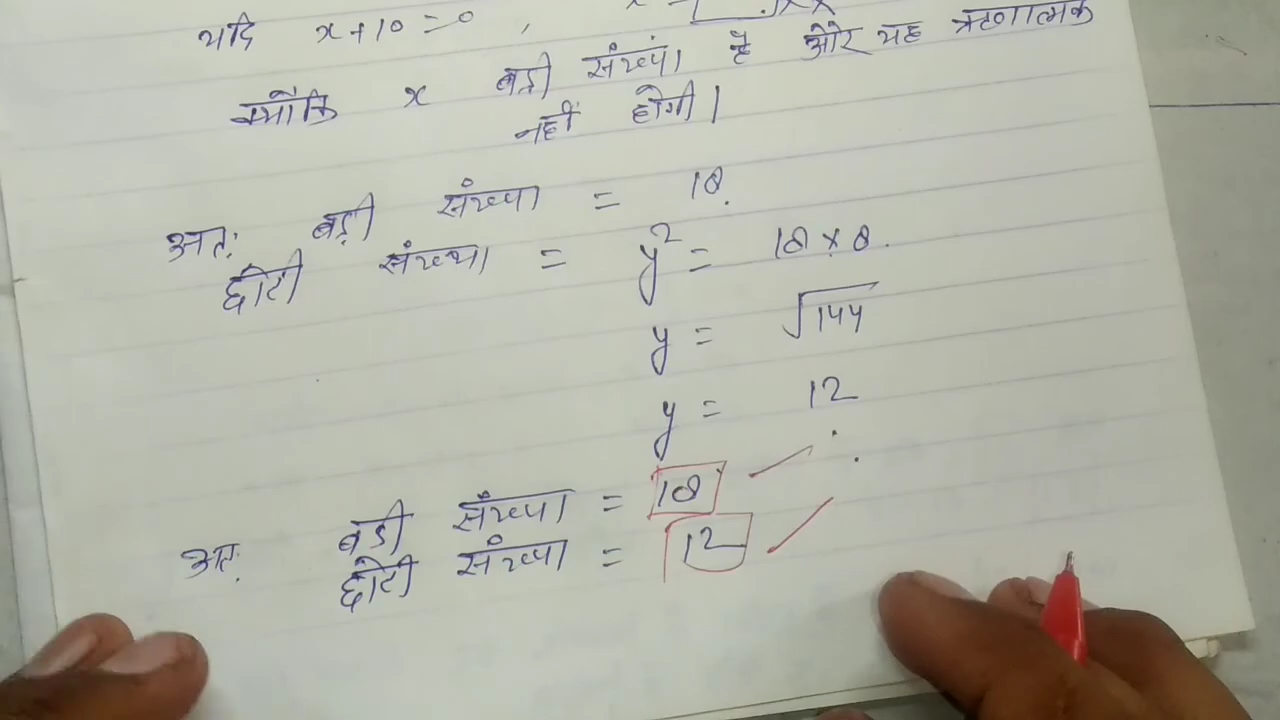 यदि x + 10 = 0 ,
क्योंकि x बड़ी संख्या है और यह ऋणात्मक
नहीं होगी।
अतः बड़ी संख्या = 18.
छोटी संख्या = y² = 18 × 8.
y = √144
y = 12
अतः बडी संख्या = 18
छोटी संख्या = 12